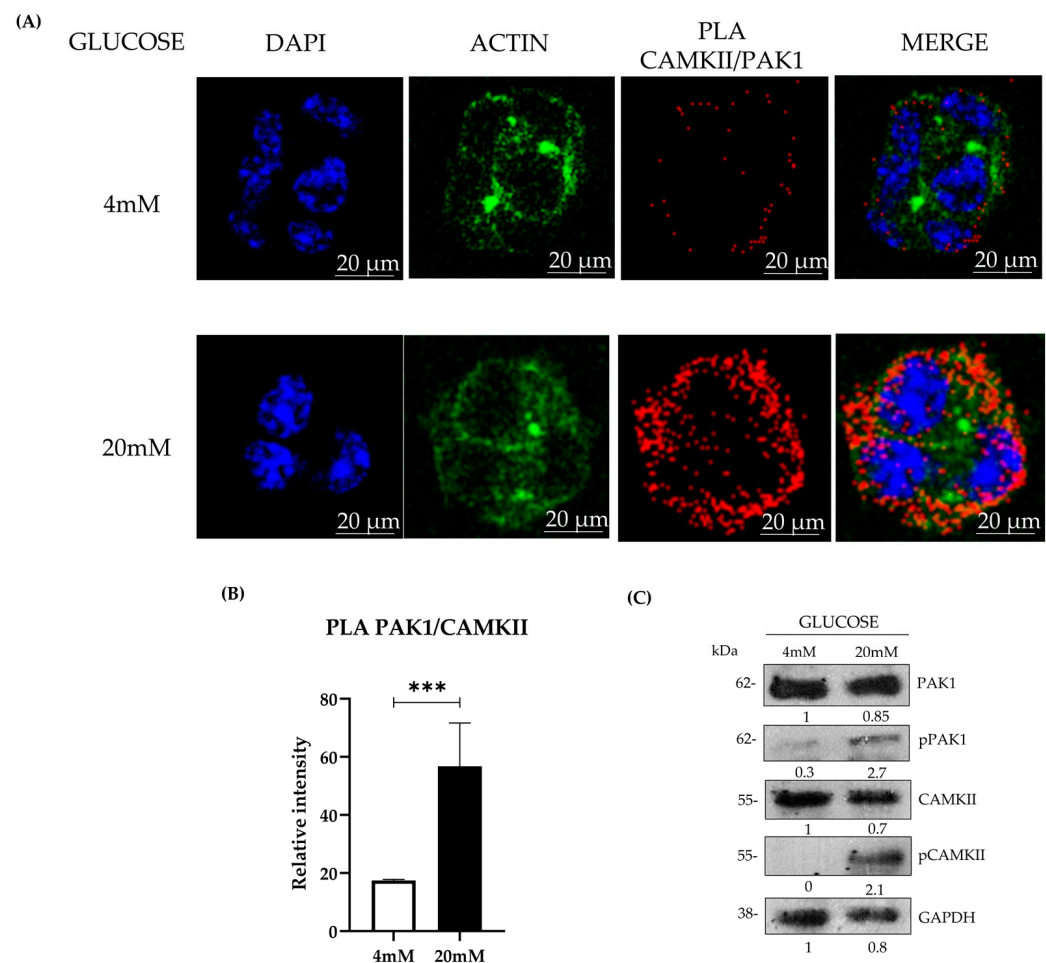 (A)
GLUCOSE
DAPI
ACTIN
PLA
CAMKII/PAK1
MERGE
4mM
20 µm
20 µm
20 µm
20 µm
20mM
20 µm
20 µm
20 µm
20 µm
(B)
PLA PAK1/CAMKII
***
80
60
40
20
0
Relative intensity
4mM
20mM
(C)
GLUCOSE
kDa
4mM
20mM
62-
PAK1
1
0.85
62-
pPAK1
0.3
2.7
55-
CAMKII
1
0.7
55-
pCAMKII
0
2.1
38-
GAPDH
1
0.8